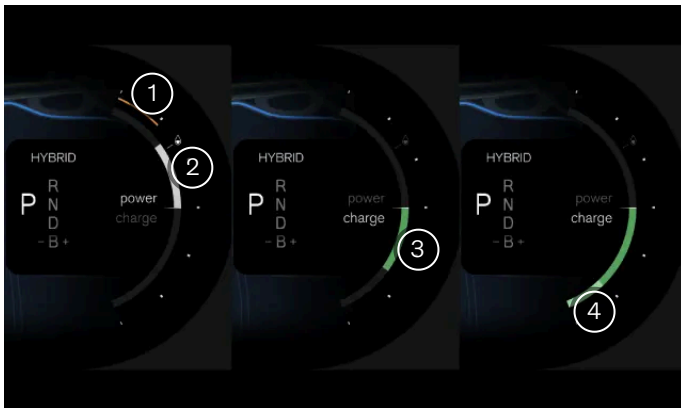 1
2
HYBRID
P
R
N
D
- B +
power
charge
HYBRID
P
R
N
D
- B +
power
charge
3
HYBRID
P
R
N
D
- B +
power
charge
4